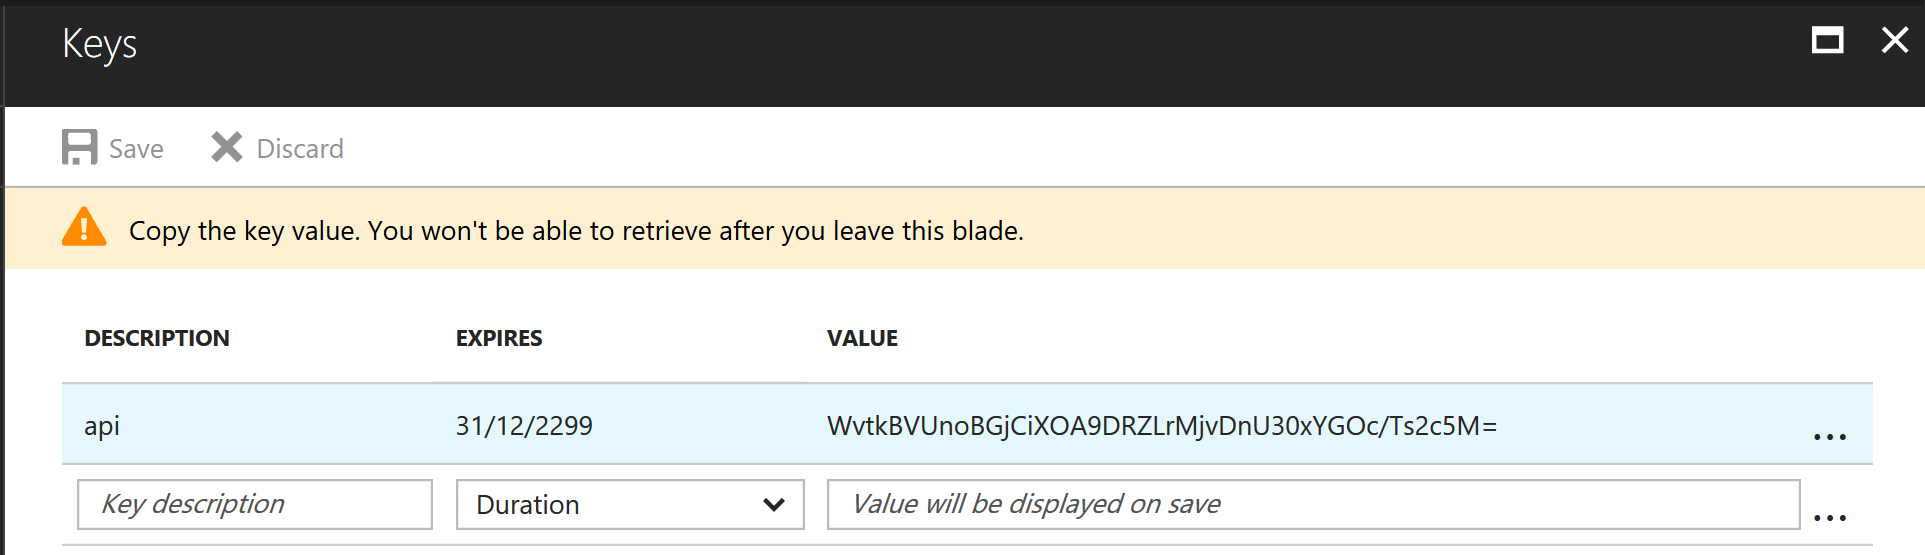 Keys
Save Discard
Copy the key value. You won't be able to retrieve after you leave this blade.
DESCRIPTION EXPIRES VALUE
api 31/12/2299 WvtkBVUnoBGjCiXOA9DRZLrMjvDnU30xYGOc/Ts2c5M=
Key description Duration Value will be displayed on save